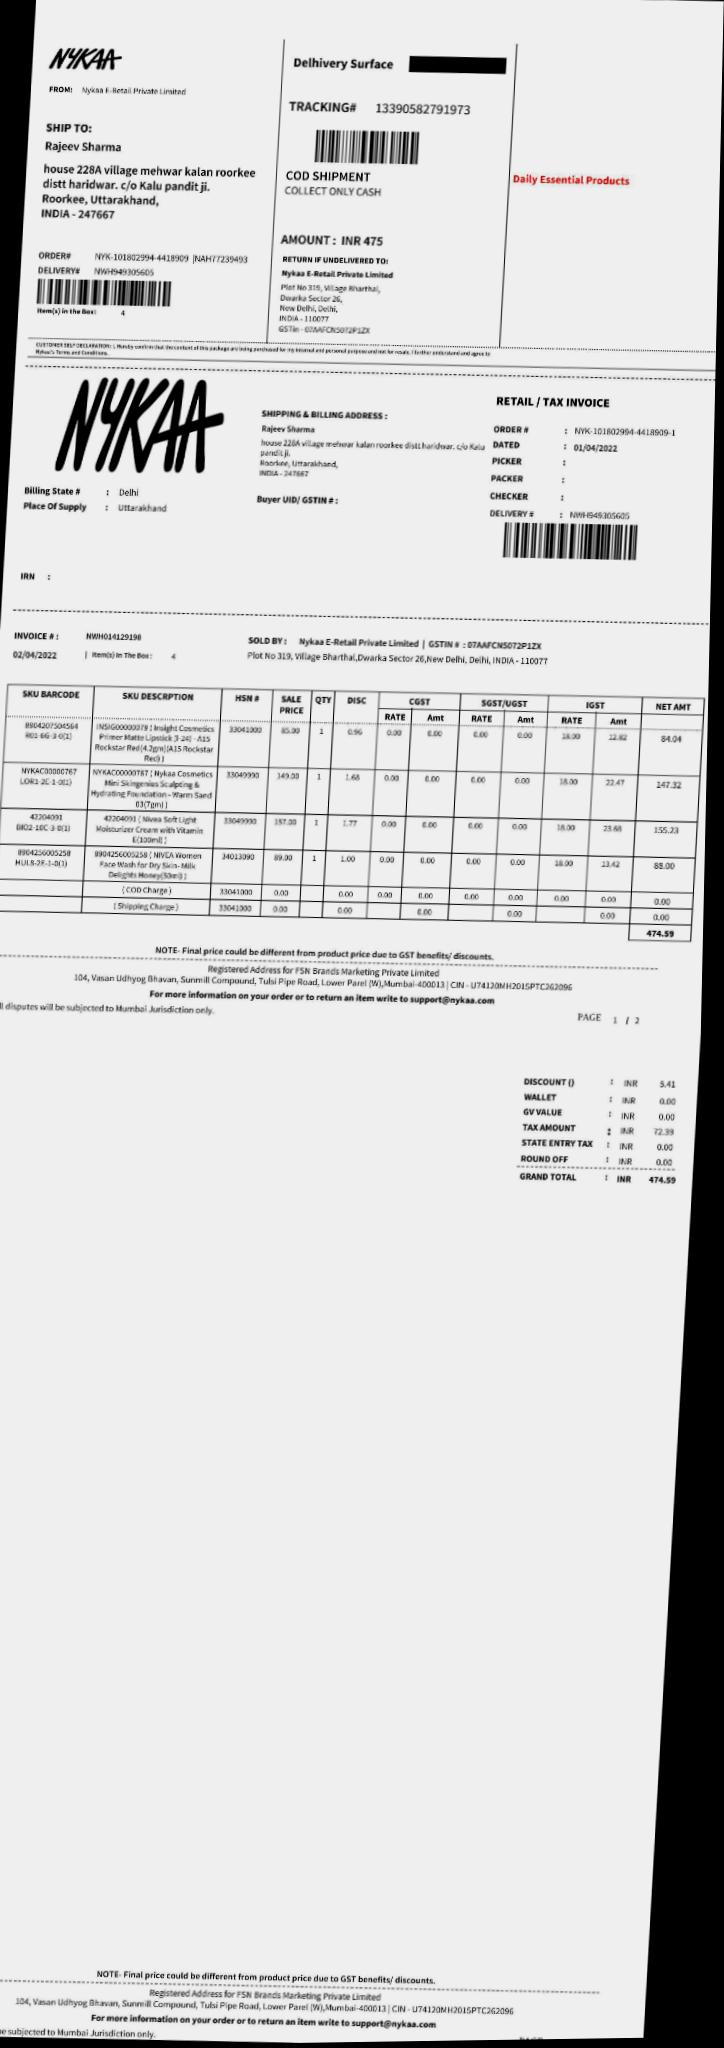 NYKAA
FROM: Nykaa E-Retail Private Limited
SHIP TO:
Rajeev Sharma
house 228A village mehwar kalan roorkee
distt haridwar. c/o Kalu pandit ji.
Roorkee, Uttarakhand,
INDIA - 247667
ORDER# NYK-101802994-4418909 |NAH77239493
DELIVERY# NWH949305605
Item(s) in the Box: 4
Delhivery Surface
TRACKING# 13390582791973
COD SHIPMENT
COLLECT ONLY CASH
AMOUNT : INR 475
RETURN IF UNDELIVERED TO:
Nykaa E-Retail Private Limited
Plot No 319, Village Bharthal,
Dwarka Sector 26,
New Delhi, Delhi,
INDIA - 110077
GSTin - 07AAFCN5072P1ZX
Daily Essential Products
CUSTOMER SELF DECLARATION: I, Hereby confirm that the content of this package are being purchased for my internal and personal purpose and not for resale. I further understand and agree to
Nykaa's Terms and Conditions.
NYKAA
Billing State # : Delhi
Place Of Supply : Uttarakhand
SHIPPING & BILLING ADDRESS :
Rajeev Sharma
house 228A village mehwar kalan roorkee distt haridwar. c/o Kalu
pandit ji.
Roorkee, Uttarakhand,
INDIA - 247667
Buyer UID/ GSTIN # :
RETAIL / TAX INVOICE
ORDER # : NYK-101802994-4418909-1
DATED : 01/04/2022
PICKER :
PACKER :
CHECKER :
DELIVERY # : NWH949305605
IRN :
INVOICE # : NWH014129198
02/04/2022 | Item(s) In The Box : 4
SOLD BY : Nykaa E-Retail Private Limited | GSTIN # : 07AAFCN5072P1ZX
Plot No 319, Village Bharthal,Dwarka Sector 26,New Delhi, Delhi, INDIA - 110077
SKU BARCODE SKU DESCRPTION HSN # SALE PRICE QTY DISC CGST SGST/UGST IGST NET AMT
RATE Amt RATE Amt RATE Amt
8904207504564 INSIG00000079 ( Insight Cosmetics 33041000 85.00 1 0.96 0.00 0.00 0.00 0.00 18.00 12.82 84.04
R01-6G-3-0(1) Primer Matte Lipstick (l-24) - A15
Rockstar Red(4.2gm)(A15 Rockstar
Red) )
NYKAC00000767 NYKAC00000767 ( Nykaa Cosmetics 33049990 149.00 1 1.68 0.00 0.00 0.00 0.00 18.00 22.47 147.32
LOR1-2C-1-0(1) Mini Skingenius Sculpting &
Hydrating Foundation - Warm Sand
03(7gm) )
42204091 42204091 ( Nivea Soft Light 33049990 157.00 1 1.77 0.00 0.00 0.00 0.00 18.00 23.68 155.23
BIO2-10C-3-0(1) Moisturizer Cream with Vitamin
E(100ml) )
8904256005258 8904256005258 ( NIVEA Women 34013090 89.00 1 1.00 0.00 0.00 0.00 0.00 18.00 13.42 88.00
HUL8-2E-1-0(1) Face Wash for Dry Skin- Milk
Delights Honey(50ml) )
( COD Charge ) 33041000 0.00 0.00 0.00 0.00 0.00 0.00 0.00 0.00 0.00
( Shipping Charge ) 33041000 0.00 0.00 0.00 0.00 0.00 0.00
474.59
NOTE- Final price could be different from product price due to GST benefits/ discounts.
Registered Address for FSN Brands Marketing Private Limited
104, Vasan Udhyog Bhavan, Sunmill Compound, Tulsi Pipe Road, Lower Parel (W),Mumbai-400013 | CIN - U74120MH2015PTC262096
For more information on your order or to return an item write to support@nykaa.com
disputes will be subjected to Mumbai Jurisdiction only.
PAGE 1 / 2
DISCOUNT () : INR 5.41
WALLET : INR 0.00
GV VALUE : INR 0.00
TAX AMOUNT : INR 72.39
STATE ENTRY TAX : INR 0.00
ROUND OFF : INR 0.00
GRAND TOTAL : INR 474.59
NOTE- Final price could be different from product price due to GST benefits/ discounts.
Registered Address for FSN Brands Marketing Private Limited
104, Vasan Udhyog Bhavan, Sunmill Compound, Tulsi Pipe Road, Lower Parel (W),Mumbai-400013 | CIN - U74120MH2015PTC262096
For more information on your order or to return an item write to support@nykaa.com
subjected to Mumbai Jurisdiction only.